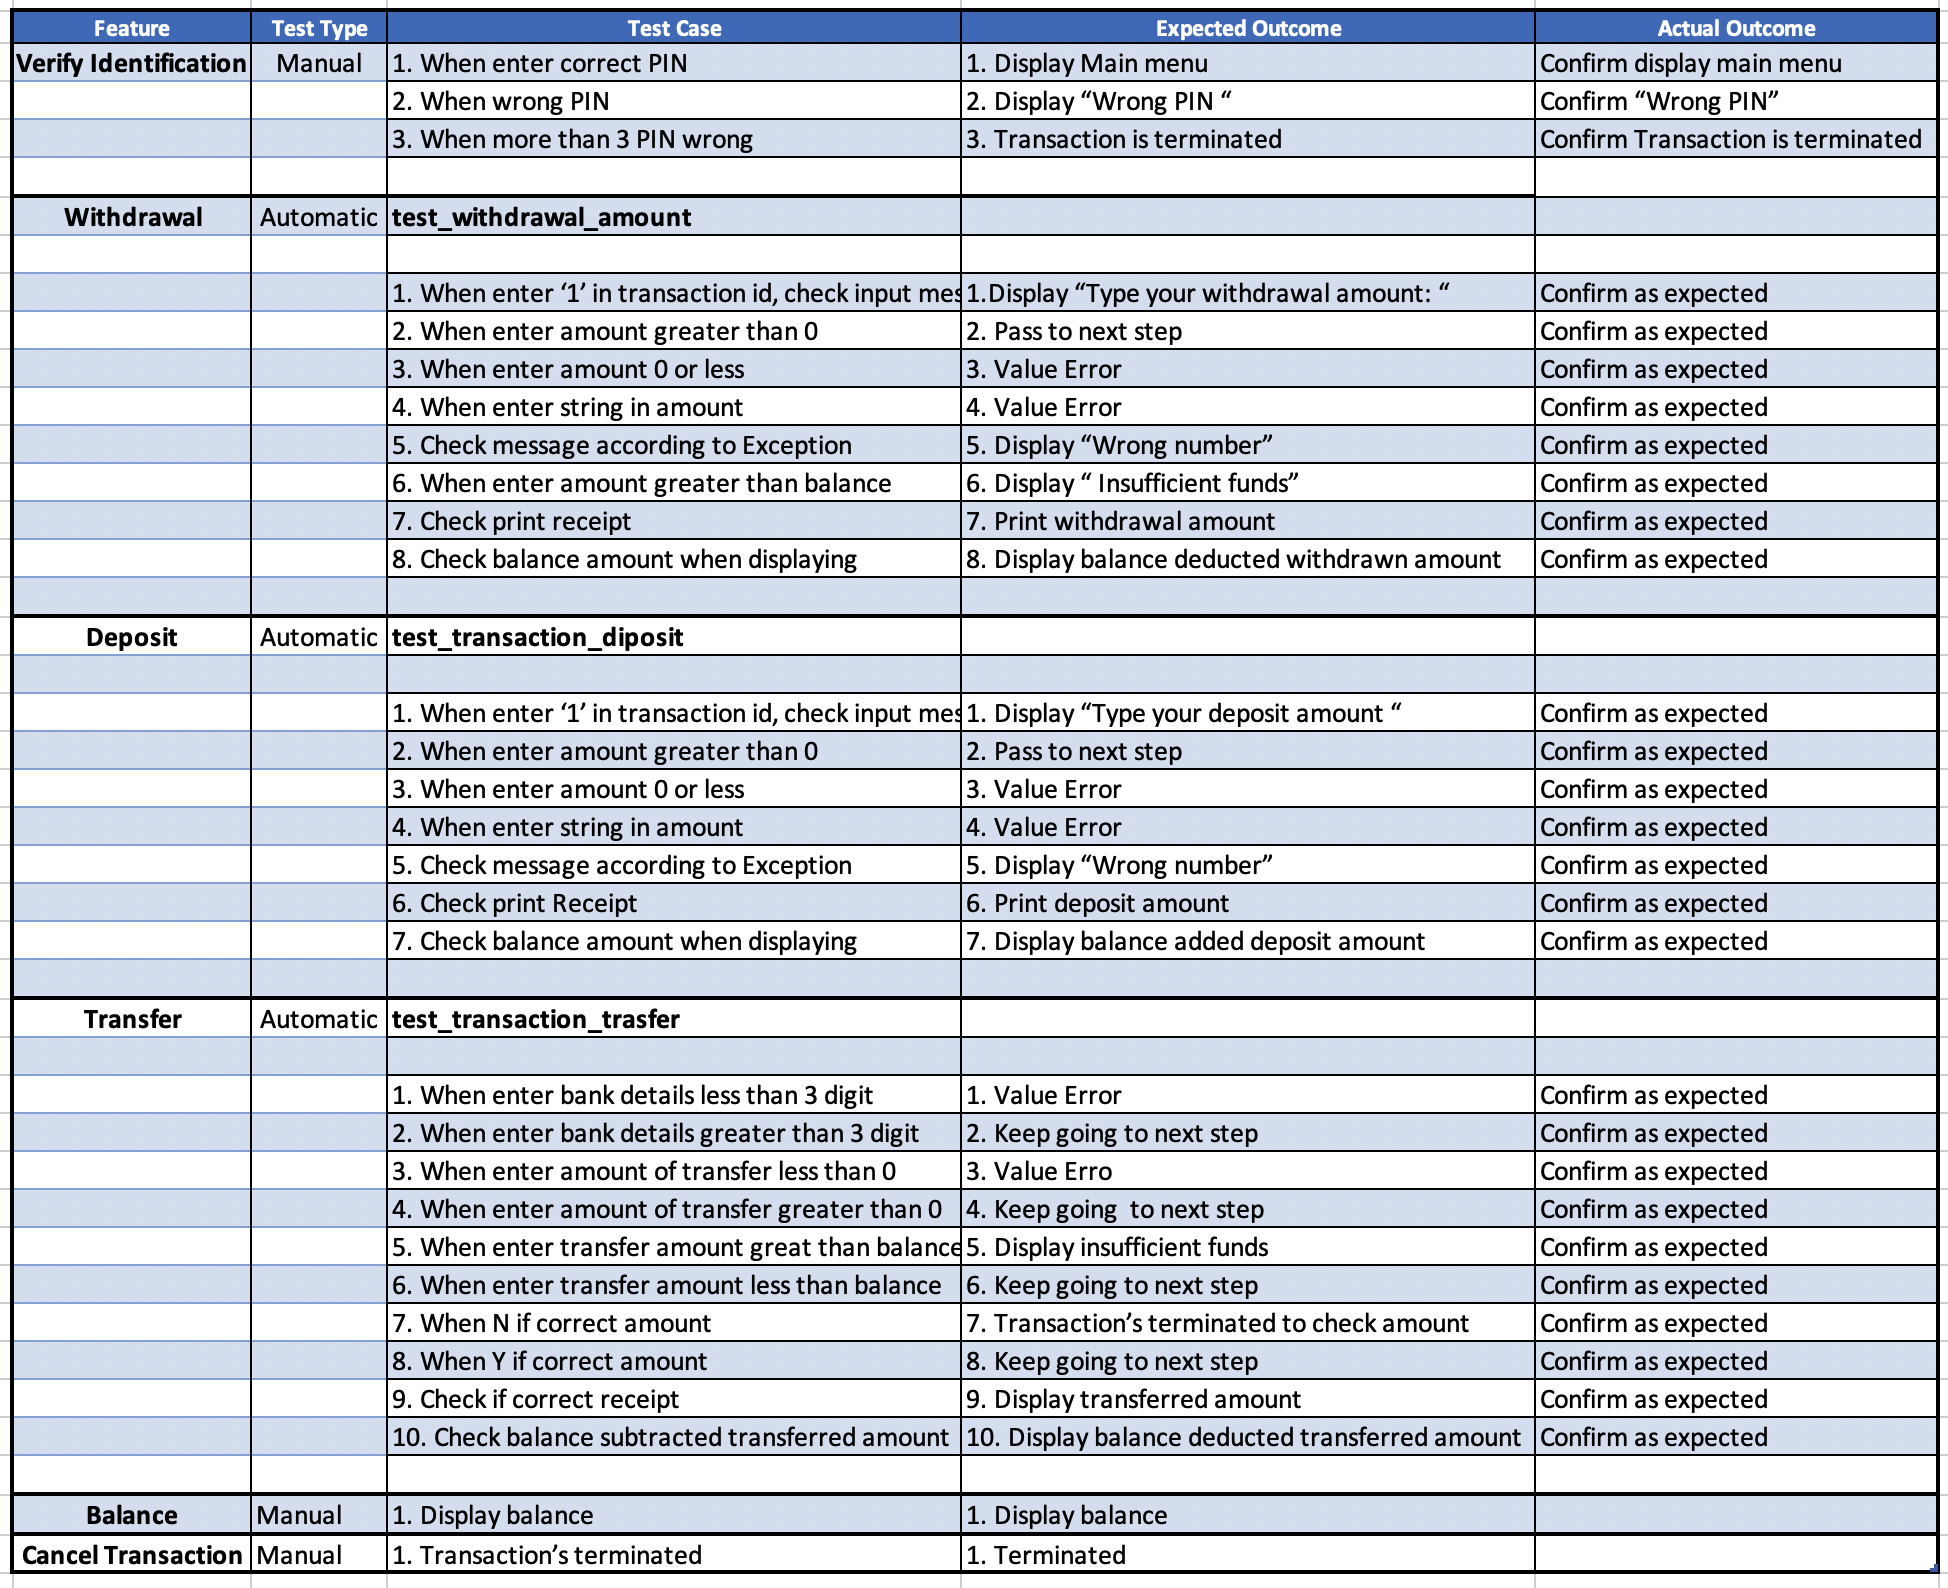 Feature Test Type Test Case Expected Outcome Actual Outcome
Verify Identification Manual 1. When enter correct PIN 1. Display Main menu Confirm display main menu
2. When wrong PIN 2. Display “Wrong PIN “ Confirm “Wrong PIN”
3. When more than 3 PIN wrong 3. Transaction is terminated Confirm Transaction is terminated
Withdrawal Automatic test_withdrawal_amount
1. When enter ‘1’ in transaction id, check input mes 1.Display “Type your withdrawal amount: “ Confirm as expected
2. When enter amount greater than 0 2. Pass to next step Confirm as expected
3. When enter amount 0 or less 3. Value Error Confirm as expected
4. When enter string in amount 4. Value Error Confirm as expected
5. Check message according to Exception 5. Display “Wrong number” Confirm as expected
6. When enter amount greater than balance 6. Display “ Insufficient funds” Confirm as expected
7. Check print receipt 7. Print withdrawal amount Confirm as expected
8. Check balance amount when displaying 8. Display balance deducted withdrawn amount Confirm as expected
Deposit Automatic test_transaction_diposit
1. When enter ‘1’ in transaction id, check input mes 1. Display “Type your deposit amount “ Confirm as expected
2. When enter amount greater than 0 2. Pass to next step Confirm as expected
3. When enter amount 0 or less 3. Value Error Confirm as expected
4. When enter string in amount 4. Value Error Confirm as expected
5. Check message according to Exception 5. Display “Wrong number” Confirm as expected
6. Check print Receipt 6. Print deposit amount Confirm as expected
7. Check balance amount when displaying 7. Display balance added deposit amount Confirm as expected
Transfer Automatic test_transaction_trasfer
1. When enter bank details less than 3 digit 1. Value Error Confirm as expected
2. When enter bank details greater than 3 digit 2. Keep going to next step Confirm as expected
3. When enter amount of transfer less than 0 3. Value Erro Confirm as expected
4. When enter amount of transfer greater than 0 4. Keep going  to next step Confirm as expected
5. When enter transfer amount great than balance 5. Display insufficient funds Confirm as expected
6. When enter transfer amount less than balance 6. Keep going to next step Confirm as expected
7. When N if correct amount 7. Transaction’s terminated to check amount Confirm as expected
8. When Y if correct amount 8. Keep going to next step Confirm as expected
9. Check if correct receipt 9. Display transferred amount Confirm as expected
10. Check balance subtracted transferred amount 10. Display balance deducted transferred amount Confirm as expected
Balance Manual 1. Display balance 1. Display balance
Cancel Transaction Manual 1. Transaction’s terminated 1. Terminated